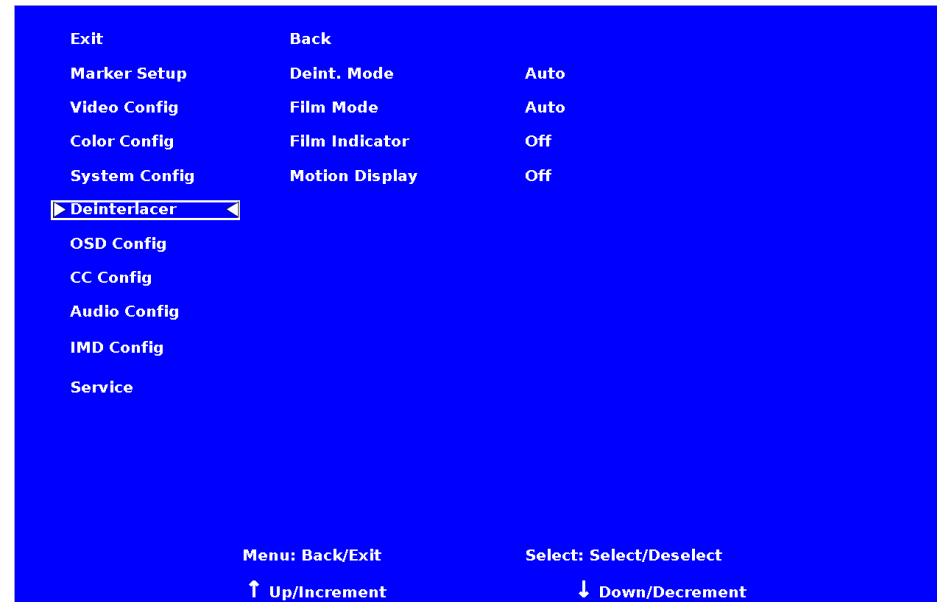 Exit Back
Marker Setup Deint. Mode Auto
Video Config Film Mode Auto
Color Config Film Indicator Off
System Config Motion Display Off
Deinterlacer
OSD Config
CC Config
Audio Config
IMD Config
Service
Menu: Back/Exit Select: Select/Deselect
↑ Up/Increment ↓ Down/Decrement